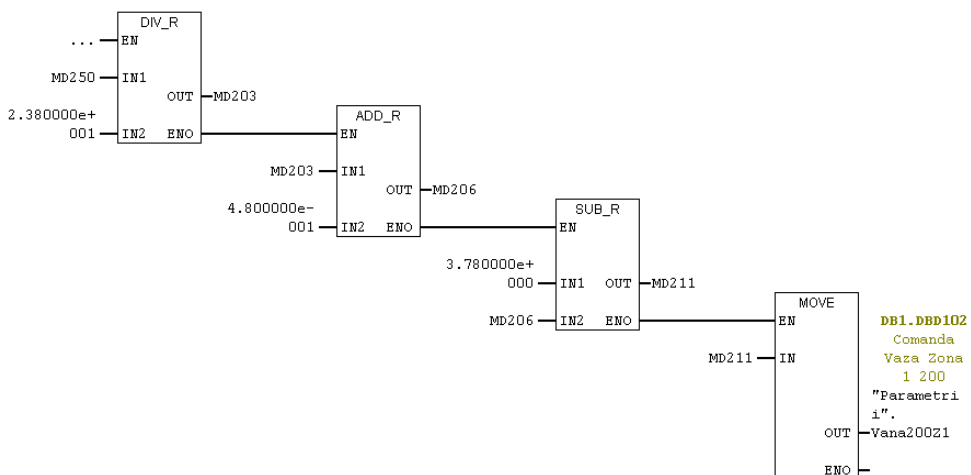 DIV_R
... EN
MD250 IN1
OUT MD203
2.380000e+
001 IN2 ENO
ADD_R
EN
MD203 IN1
OUT MD206
4.800000e-
001 IN2 ENO
SUB_R
EN
3.780000e+
000 IN1 OUT MD211
MD206 IN2 ENO
MOVE
EN
MD211 IN
DB1.DBD102
Comanda
Vaza Zona
1 200
"Parametri
i".
OUT Vana200Z1
ENO